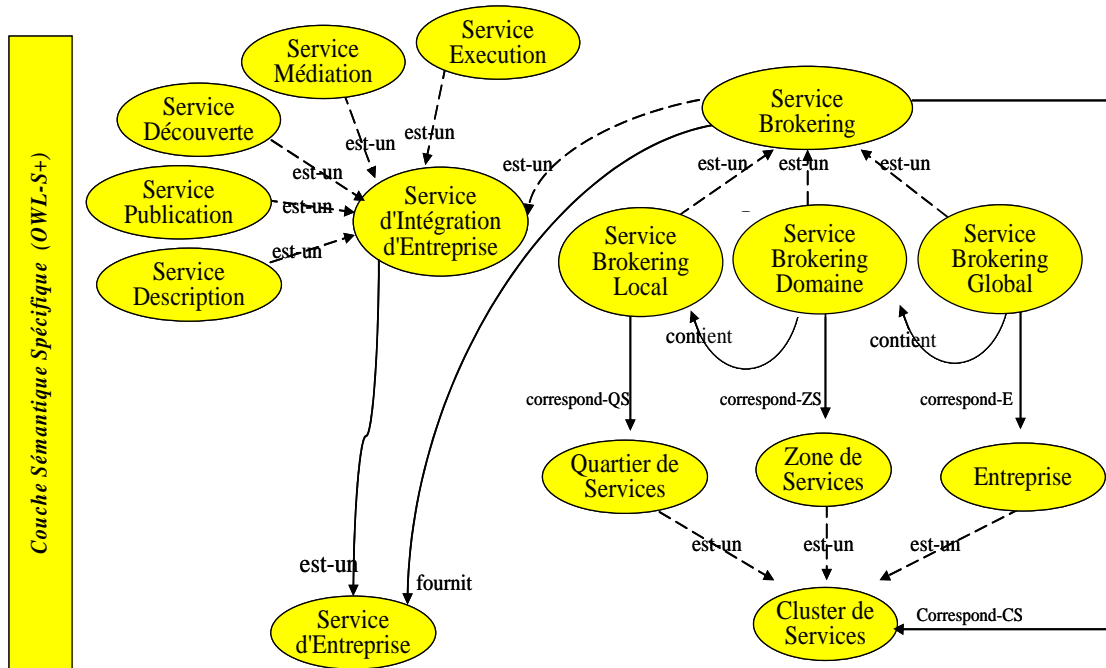 Couche Sémantique Spécifique (OWL-S+)
Service
Execution
Service
Médiation
Service
Découverte
Service
Publication
Service
Description
est-un
est-un
est-un
est-un
est-un
est-un
Service
d'Intégration
d'Entreprise
Service
Brokering
est-un
est-un
est-un
Service
Brokering
Local
Service
Brokering
Domaine
Service
Brokering
Global
contient
contient
correspond-QS
correspond-ZS
correspond-E
Quartier de
Services
Zone de
Services
Entreprise
est-un
est-un
est-un
est-un
fournit
Service
d'Entreprise
Cluster de
Services
Correspond-CS